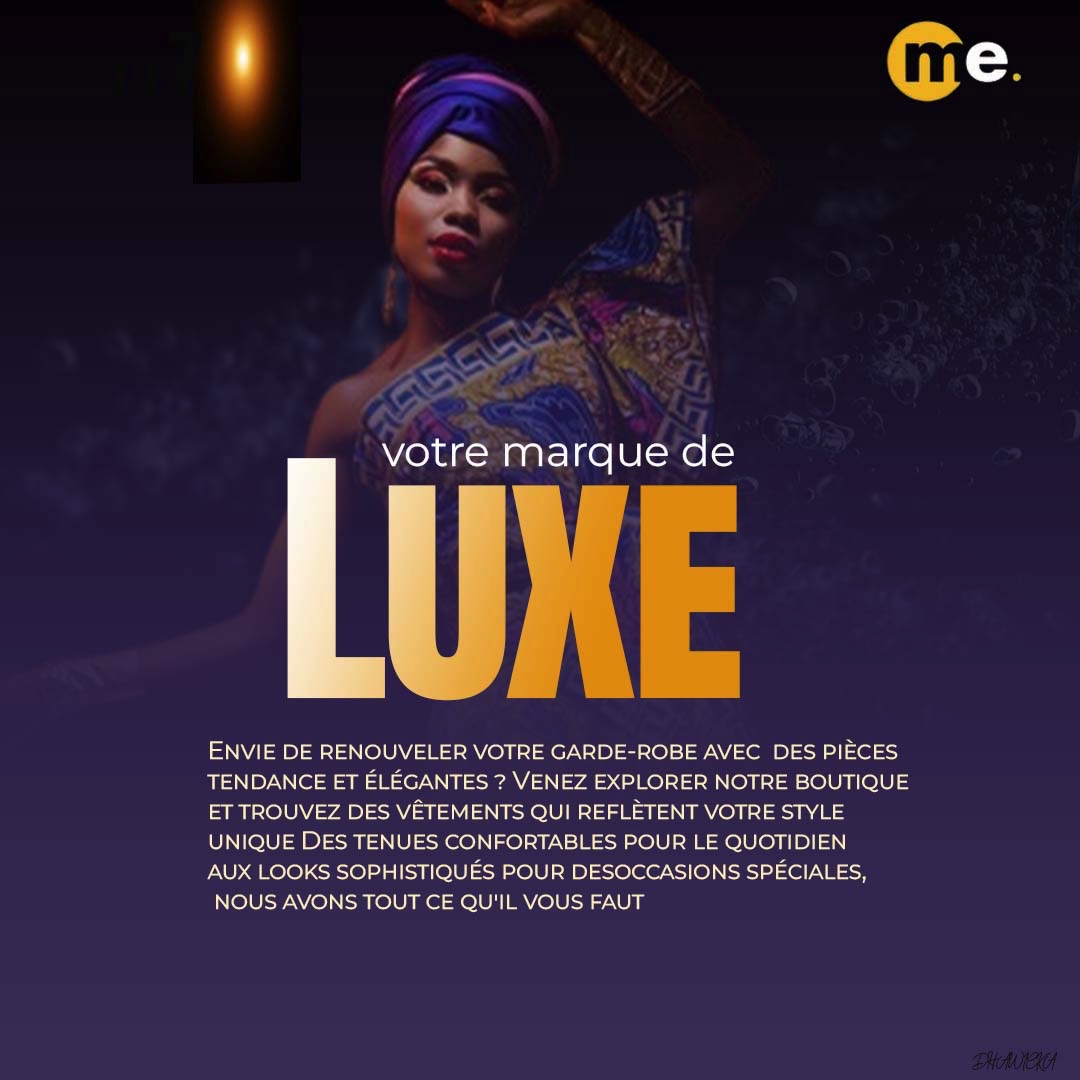 me.
votre marque de
LUXE
ENVIE DE RENOUVELER VOTRE GARDE-ROBE AVEC DES PIÈCES
TENDANCE ET ÉLÉGANTES ? VENEZ EXPLORER NOTRE BOUTIQUE
ET TROUVEZ DES VÊTEMENTS QUI REFLÈTENT VOTRE STYLE
UNIQUE DES TENUES CONFORTABLES POUR LE QUOTIDIEN
AUX LOOKS SOPHISTIQUÉS POUR DESOCCASIONS SPÉCIALES,
NOUS AVONS TOUT CE QU'IL VOUS FAUT
DHAWICKA